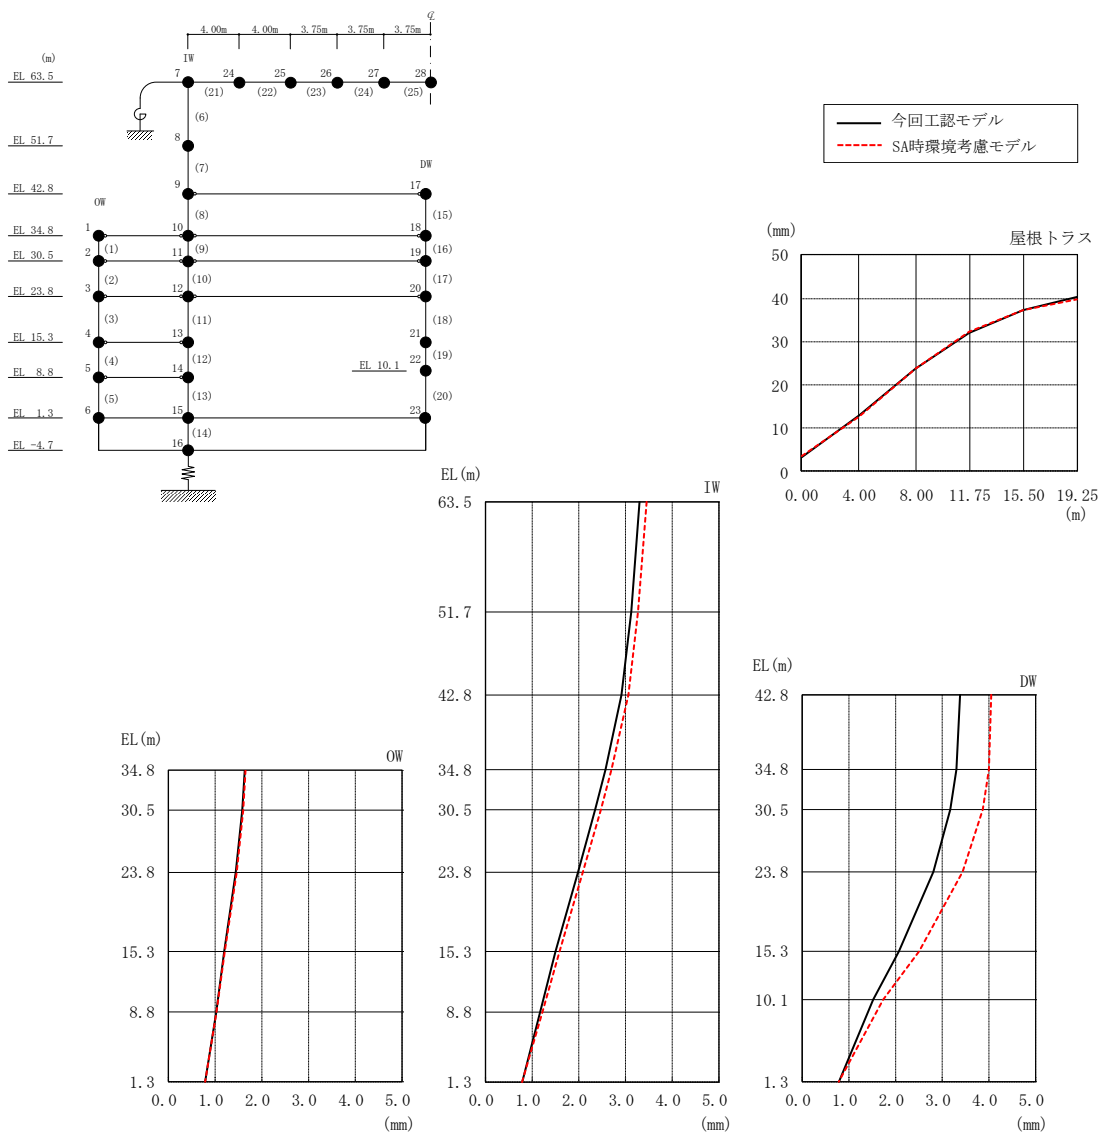 ℄
4.00m 4.00m 3.75m 3.75m 3.75m
(m) IW
EL 63.5 7 24 25 26 27 28
(21) (22) (23) (24) (25)
(6)
EL 51.7 8
(7) DW
EL 42.8 9 17
OW
(8) (15)
EL 34.8 1 10 18
(1) (9) (16)
EL 30.5 2 11 19
(2) (10) (17)
EL 23.8 3 12 20
(3) (11) (18)
EL 15.3 4 13 21
(4) (12) (19)
EL 10.1 22
EL 8.8 5 14
(5) (13) (20)
EL 1.3 6 15 23
(14)
EL -4.7 16
今回工認モデル
SA時環境考慮モデル
(mm) 屋根トラス
50
40
30
20
10
0
0.00 4.00 8.00 11.75 15.50 19.25
(m)
EL(m) IW
63.5
51.7
42.8
34.8
30.5
23.8
15.3
8.8
1.3
0.0 1.0 2.0 3.0 4.0 5.0
(mm)
EL(m) OW
34.8
30.5
23.8
15.3
8.8
1.3
0.0 1.0 2.0 3.0 4.0 5.0
(mm)
EL(m) DW
42.8
34.8
30.5
23.8
15.3
10.1
1.3
0.0 1.0 2.0 3.0 4.0 5.0
(mm)